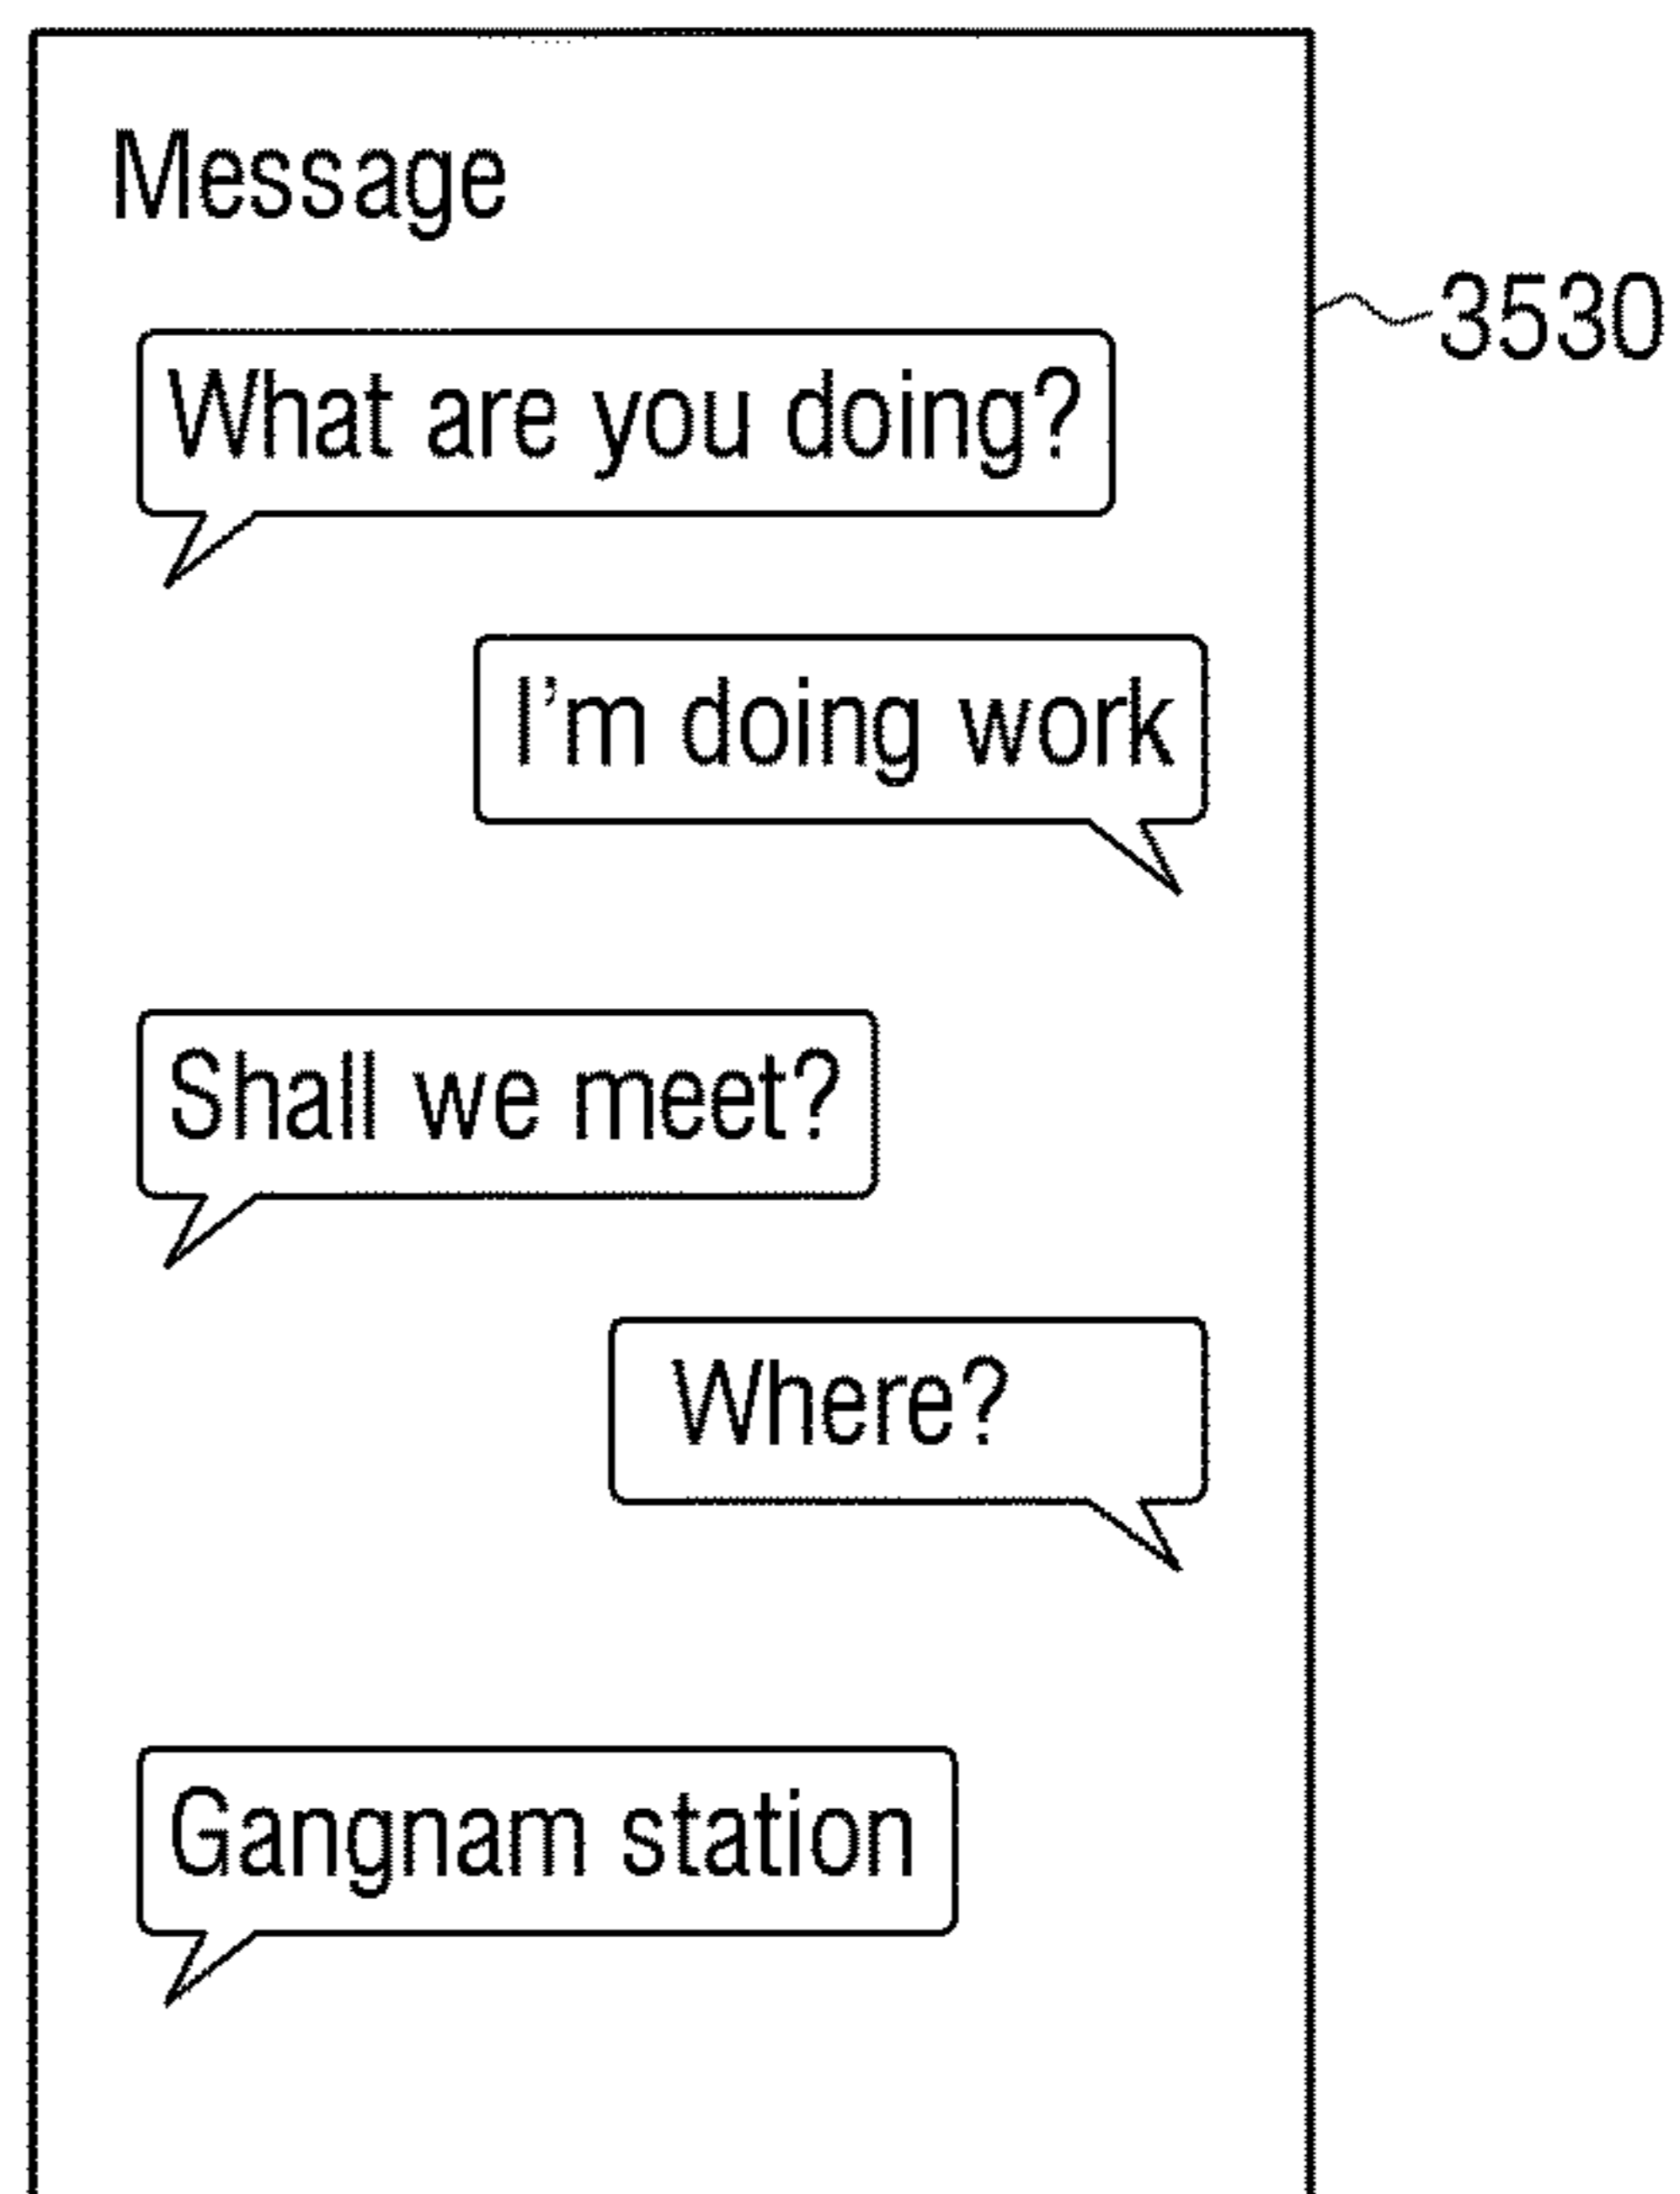 Message
3530
What are you doing?
I'm doing work
Shall we meet?
Where?
Gangnam station